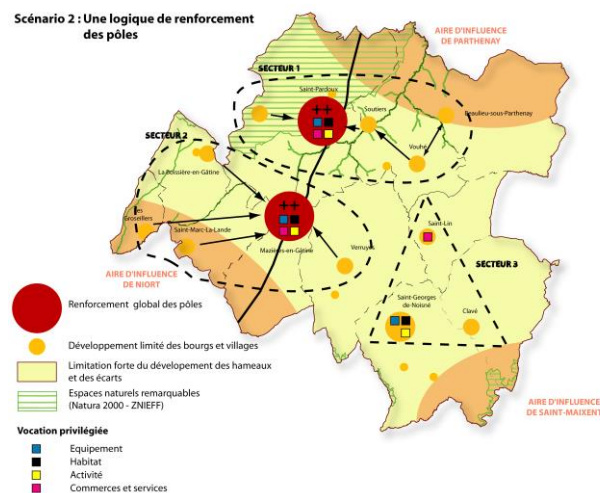 Scénario 2 : Une logique de renforcement
des pôles
AIRE D'INFLUENCE
DE PARTHENAY
SECTEUR 1
Saint-Pardoux
++
Soutiers
Beaulieu-sous-Parthenay
SECTEUR 2
Vouhé
La Boissière-en-Gâtine
++
Les
Groseillers
Saint-Marc-La-Lande
Saint-Lin
Mazières-en-Gâtine
Verruyes
SECTEUR 3
AIRE D'INFLUENCE
DE NIORT
Saint-Georges
de Noisné
Clavé
Renforcement global des pôles
Développement limité des bourgs et villages
Limitation forte du dévelopement des hameaux
et des écarts
Espaces naturels remarquables
(Natura 2000 - ZNIEFF)
AIRE D'INFLUENCE
DE SAINT-MAIXENT
Vocation privilégiée
Equipement
Habitat
Activité
Commerces et services